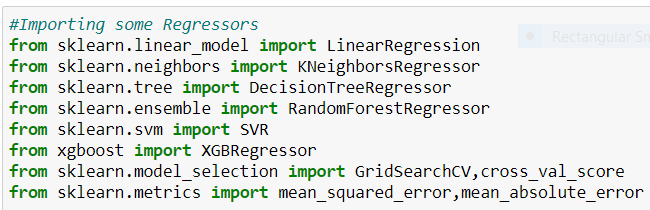 #Importing some Regressors
from sklearn.linear_model import LinearRegression
Rectangular Sn
from sklearn.neighbors import KNeighborsRegressor
from sklearn.tree import DecisionTreeRegressor
from sklearn.ensemble import RandomForestRegressor
from sklearn.svm import SVR
from xgboost import XGBRegressor
from sklearn.model_selection import GridSearchCV,cross_val_score
from sklearn.metrics import mean_squared_error,mean_absolute_error